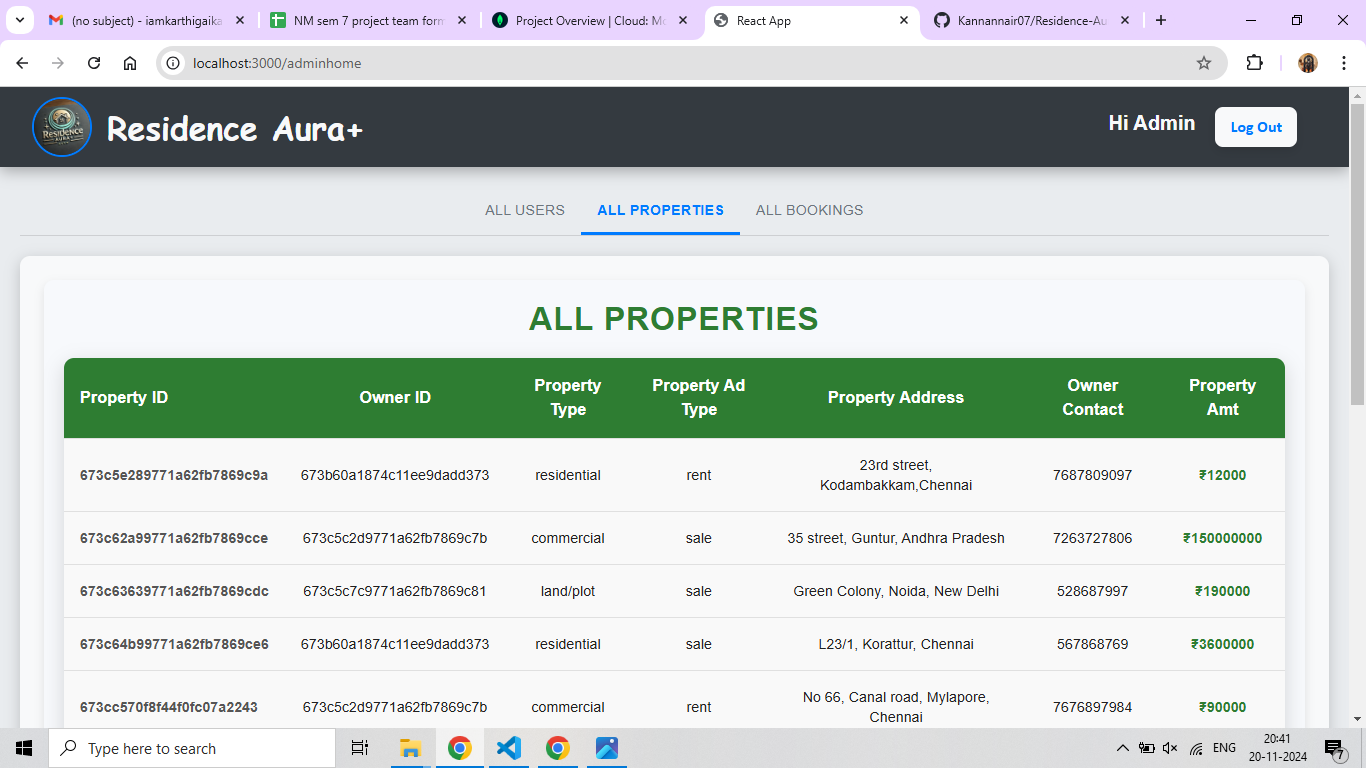 (no subject) - iamkarthigaika
NM sem 7 project team form
Project Overview | Cloud: Mo
React App
Kannannair07/Residence-Au
localhost:3000/adminhome
Residence Aura+
Hi Admin
Log Out
ALL USERS
ALL PROPERTIES
ALL BOOKINGS
ALL PROPERTIES
Property ID
Owner ID
Property
Type
Property Ad
Type
Property Address
Owner
Contact
Property
Amt
673c5e289771a62fb7869c9a
673b60a1874c11ee9dadd373
residential
rent
23rd street,
Kodambakkam,Chennai
7687809097
₹12000
673c62a99771a62fb7869cce
673c5c2d9771a62fb7869c7b
commercial
sale
35 street, Guntur, Andhra Pradesh
7263727806
₹150000000
673c63639771a62fb7869cdc
673c5c7c9771a62fb7869c81
land/plot
sale
Green Colony, Noida, New Delhi
528687997
₹190000
673c64b99771a62fb7869ce6
673b60a1874c11ee9dadd373
residential
sale
L23/1, Korattur, Chennai
567868769
₹3600000
673cc570f8f44f0fc07a2243
673c5c2d9771a62fb7869c7b
commercial
rent
No 66, Canal road, Mylapore,
Chennai
7676897984
₹90000
Type here to search
ENG
20:41
20-11-2024
7